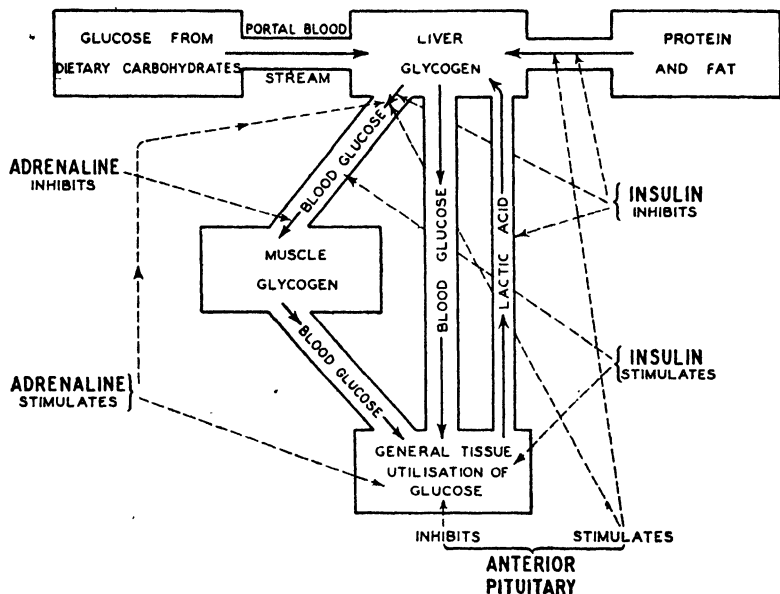 GLUCOSE FROM
DIETARY CARBOHYDRATES
PORTAL BLOOD
STREAM
LIVER
GLYCOGEN
PROTEIN
AND FAT
ADRENALINE
INHIBITS
BLOOD GLUCOSE
BLOOD GLUCOSE
LACTIC ACID
INSULIN
INHIBITS
MUSCLE
GLYCOGEN
BLOOD GLUCOSE
ADRENALINE
STIMULATES
INSULIN
STIMULATES
GENERAL TISSUE
UTILISATION OF
GLUCOSE
INHIBITS STIMULATES
ANTERIOR
PITUITARY